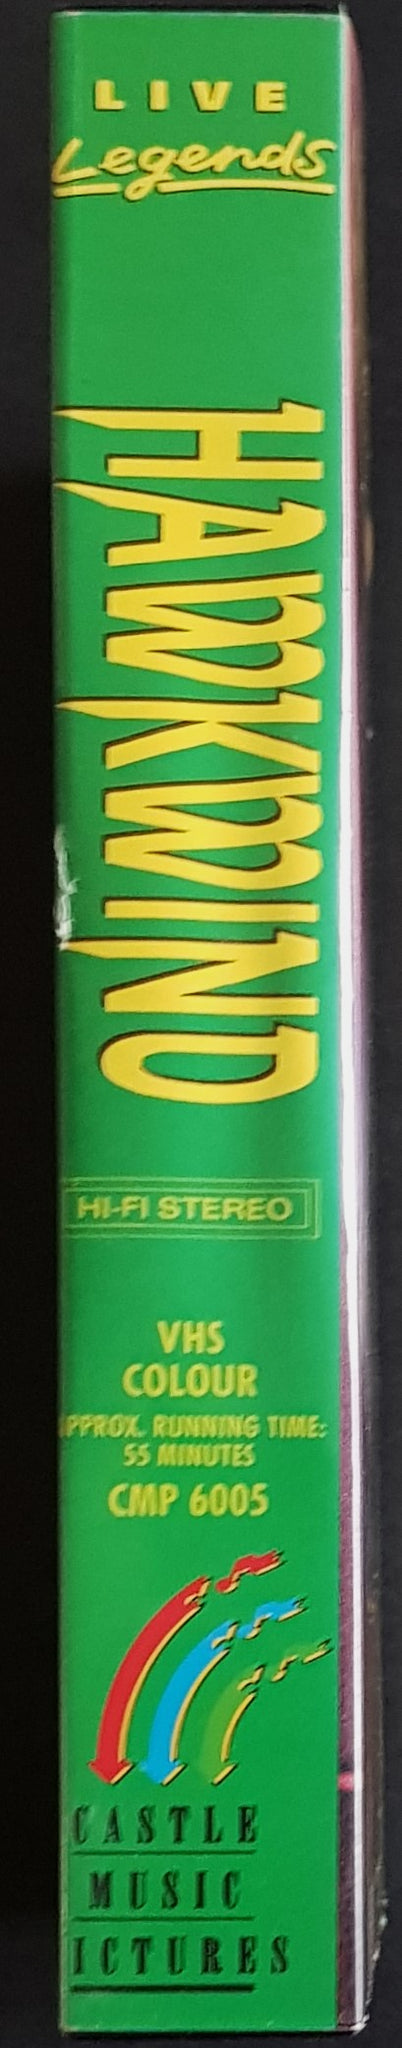 LIVE
Legends
HAWKWIND
HI-FI STEREO
VHS
COLOUR
PPROX. RUNNING TIME:
55 MINUTES
CMP 6005
CASTLE
MUSIC
ICTURES